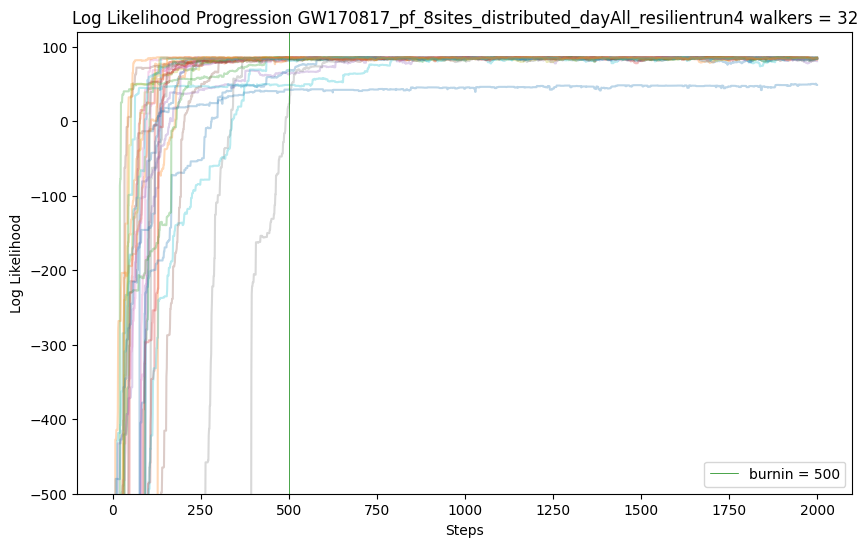 Log Likelihood Progression GW170817_pf_8sites_distributed_dayAll_resilientrun4 walkers = 32
100
0
−100
−200
−300
−400
−500
Log Likelihood
0 250 500 750 1000 1250 1500 1750 2000
Steps
burnin = 500